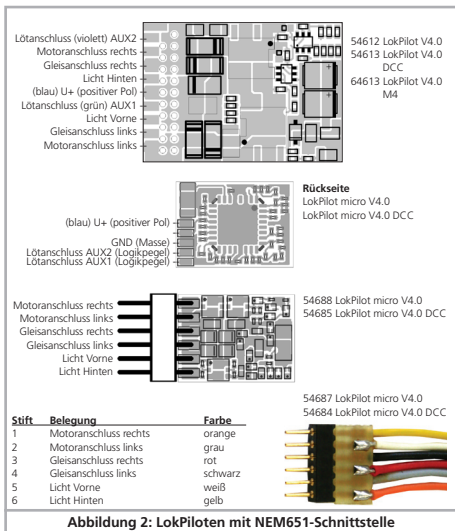 Lötanschluss (violett) AUX2
Motoranschluss rechts
Gleisanschluss rechts
Licht Hinten
(blau) U+ (positiver Pol)
Lötanschluss (grün) AUX1
Licht Vorne
Gleisanschluss links
Motoranschluss links
54612 LokPilot V4.0
54613 LokPilot V4.0
DCC
64613 LokPilot V4.0
M4
(blau) U+ (positiver Pol)
GND (Masse)
Lötanschluss AUX2 (Logikpegel)
Lötanschluss AUX1 (Logikpegel)
Rückseite
LokPilot micro V4.0
LokPilot micro V4.0 DCC
Motoranschluss rechts
Motoranschluss links
Gleisanschluss rechts
Gleisanschluss links
Licht Vorne
Licht Hinten
54688 LokPilot micro V4.0
54685 LokPilot micro V4.0 DCC
54687 LokPilot micro V4.0
54684 LokPilot micro V4.0 DCC
Stift Belegung Farbe
1 Motoranschluss rechts orange
2 Motoranschluss links grau
3 Gleisanschluss rechts rot
4 Gleisanschluss links schwarz
5 Licht Vorne weiß
6 Licht Hinten gelb
Abbildung 2: LokPiloten mit NEM651-Schnittstelle